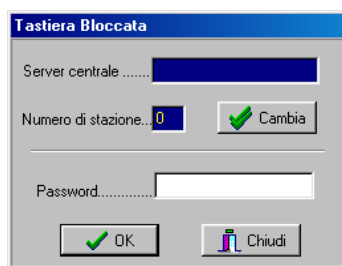 Tastiera Bloccata
Server centrale .......
Numero di stazione... 0 Cambia
Password..............
OK Chiudi